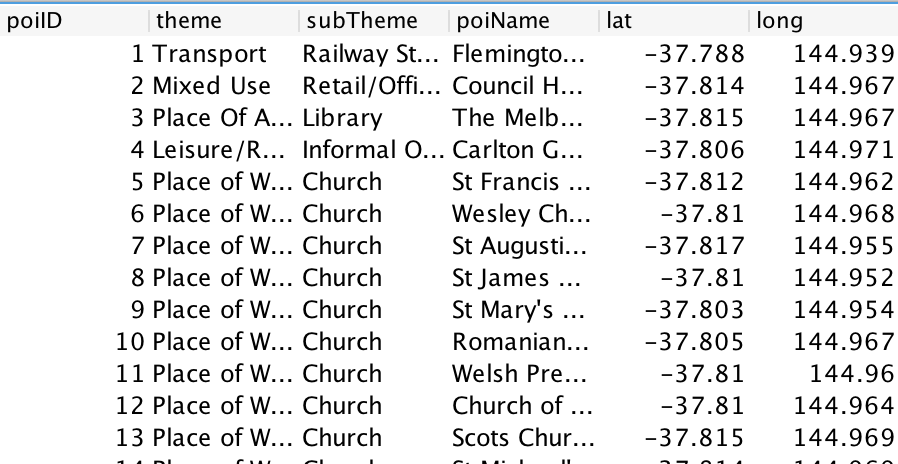 poiID theme subTheme poiName lat long
1 Transport Railway St... Flemingto... -37.788 144.939
2 Mixed Use Retail/Offi... Council H... -37.814 144.967
3 Place Of A... Library The Melb... -37.815 144.967
4 Leisure/R... Informal O... Carlton G... -37.806 144.971
5 Place of W... Church St Francis ... -37.812 144.962
6 Place of W... Church Wesley Ch... -37.81 144.968
7 Place of W... Church St Augusti... -37.817 144.955
8 Place of W... Church St James ... -37.81 144.952
9 Place of W... Church St Mary's ... -37.803 144.954
10 Place of W... Church Romanian... -37.805 144.967
11 Place of W... Church Welsh Pre... -37.81 144.96
12 Place of W... Church Church of ... -37.81 144.964
13 Place of W... Church Scots Chur... -37.815 144.969